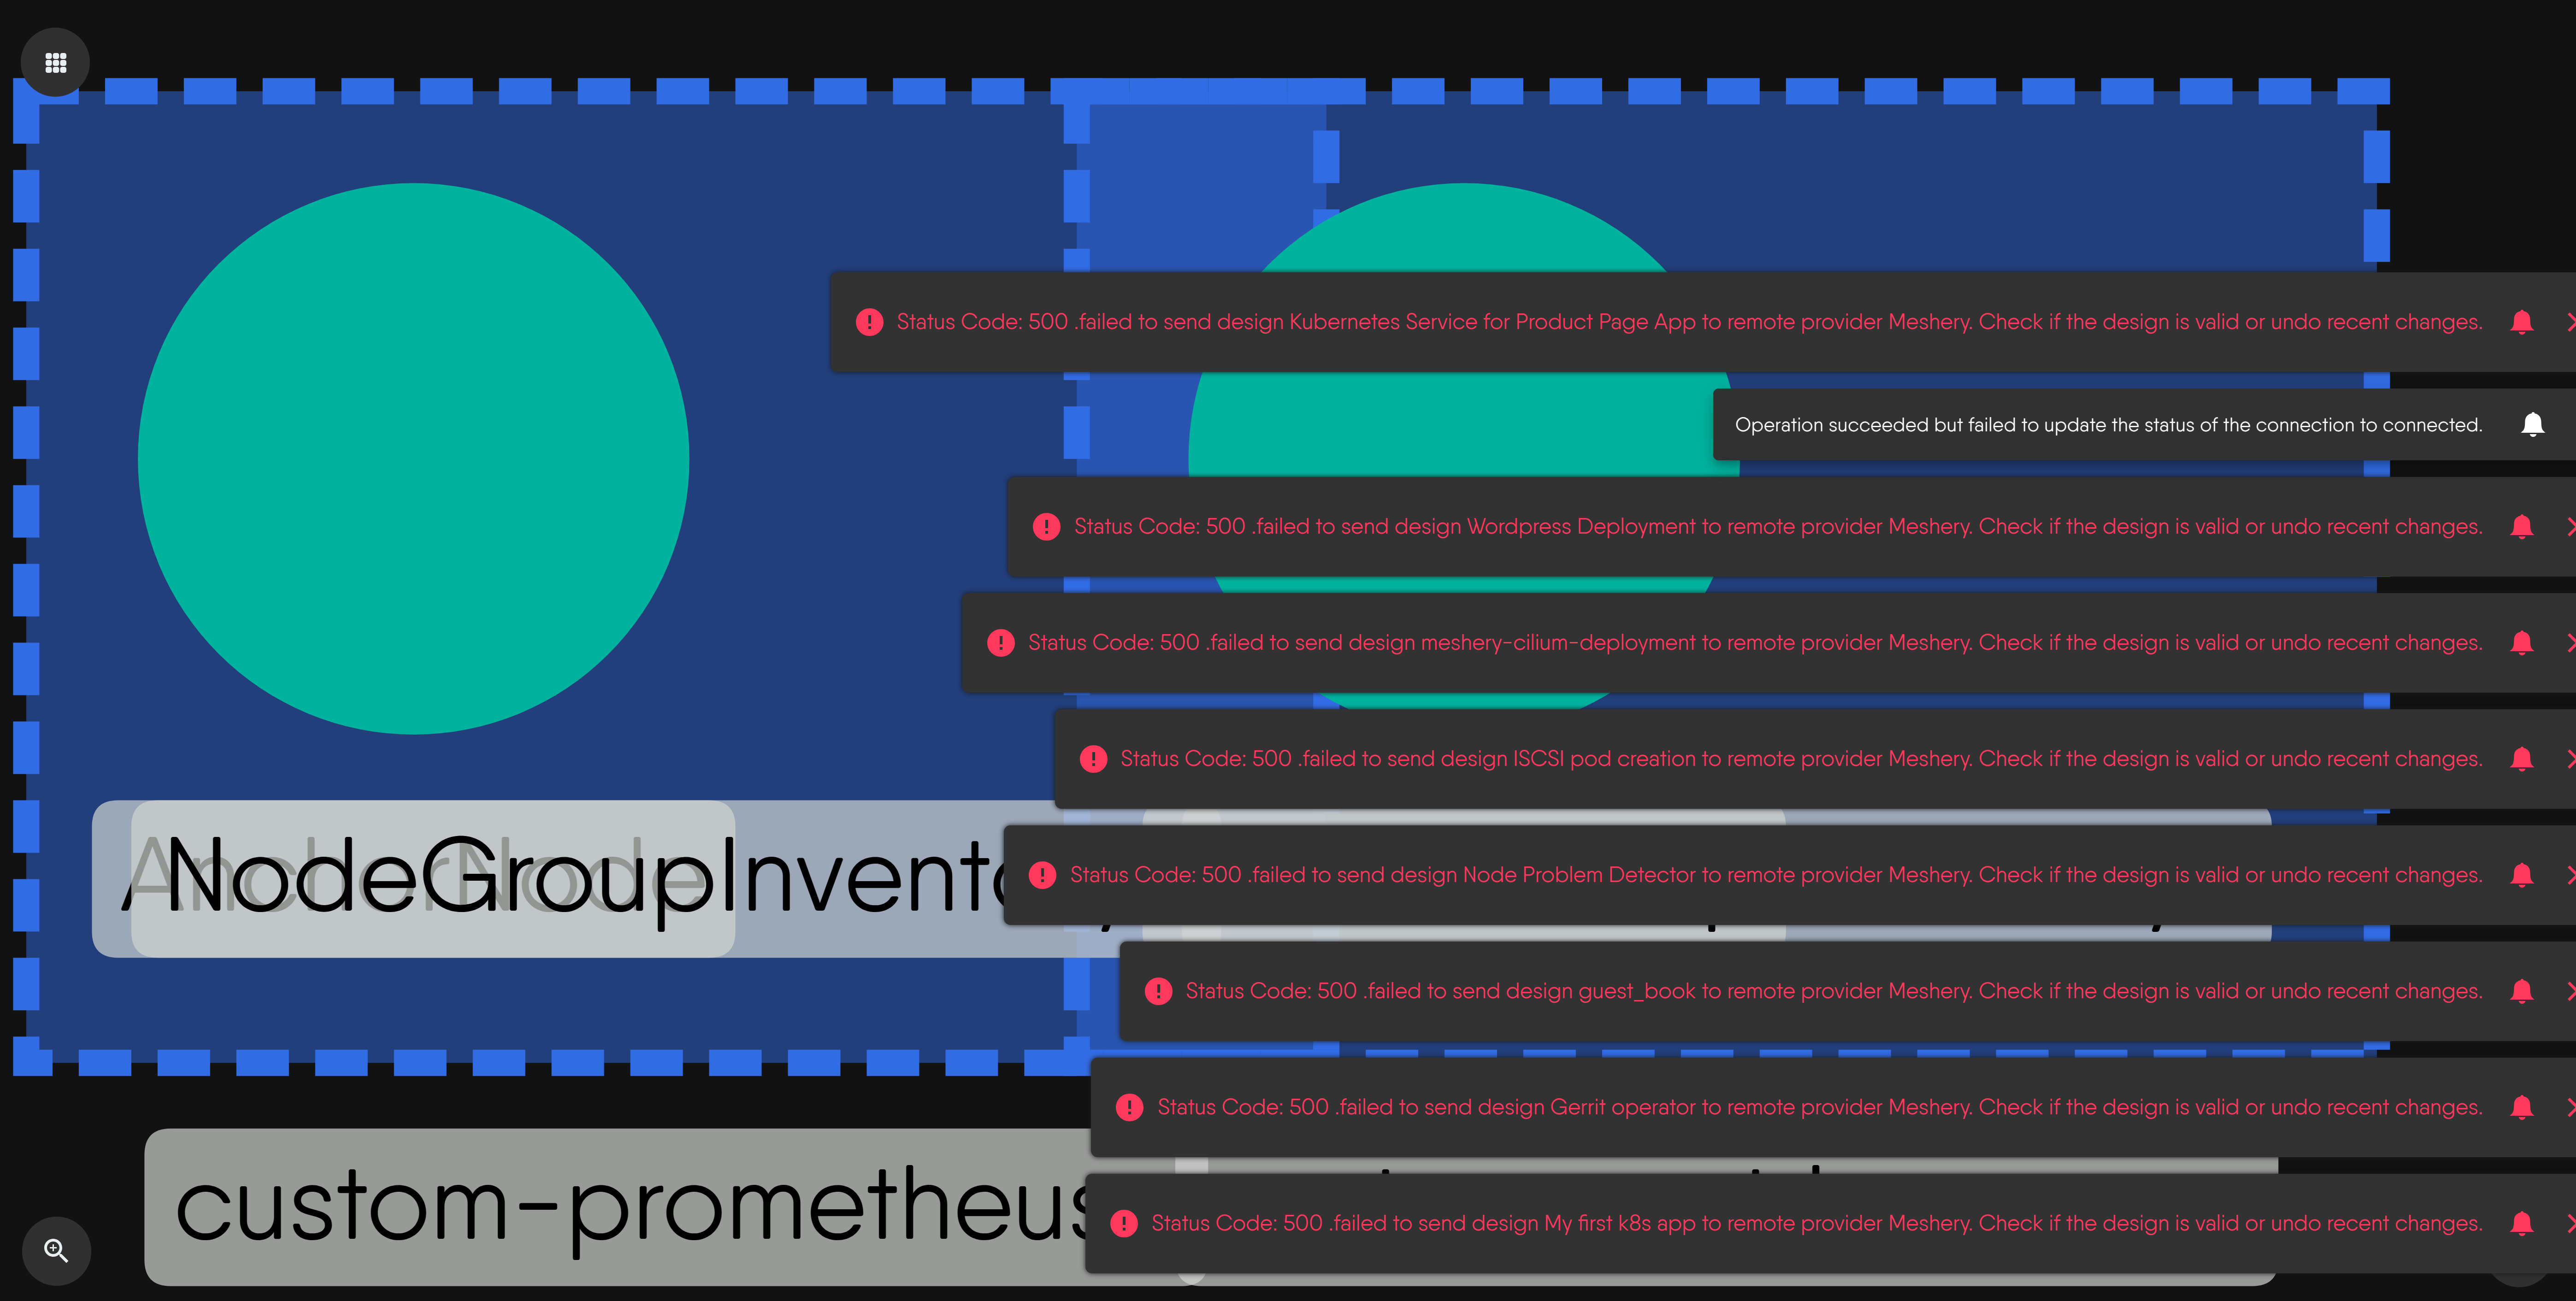 Status Code: 500 .failed to send design Kubernetes Service for Product Page App to remote provider Meshery. Check if the design is valid or undo recent changes.
Operation succeeded but failed to update the status of the connection to connected.
Status Code: 500 .failed to send design Wordpress Deployment to remote provider Meshery. Check if the design is valid or undo recent changes.
Status Code: 500 .failed to send design meshery-cilium-deployment to remote provider Meshery. Check if the design is valid or undo recent changes.
Status Code: 500 .failed to send design ISCSI pod creation to remote provider Meshery. Check if the design is valid or undo recent changes.
AnchorNode
NodeGroupInvento
Status Code: 500 .failed to send design Node Problem Detector to remote provider Meshery. Check if the design is valid or undo recent changes.
Status Code: 500 .failed to send design guest_book to remote provider Meshery. Check if the design is valid or undo recent changes.
Status Code: 500 .failed to send design Gerrit operator to remote provider Meshery. Check if the design is valid or undo recent changes.
custom-prometheus
Status Code: 500 .failed to send design My first k8s app to remote provider Meshery. Check if the design is valid or undo recent changes.